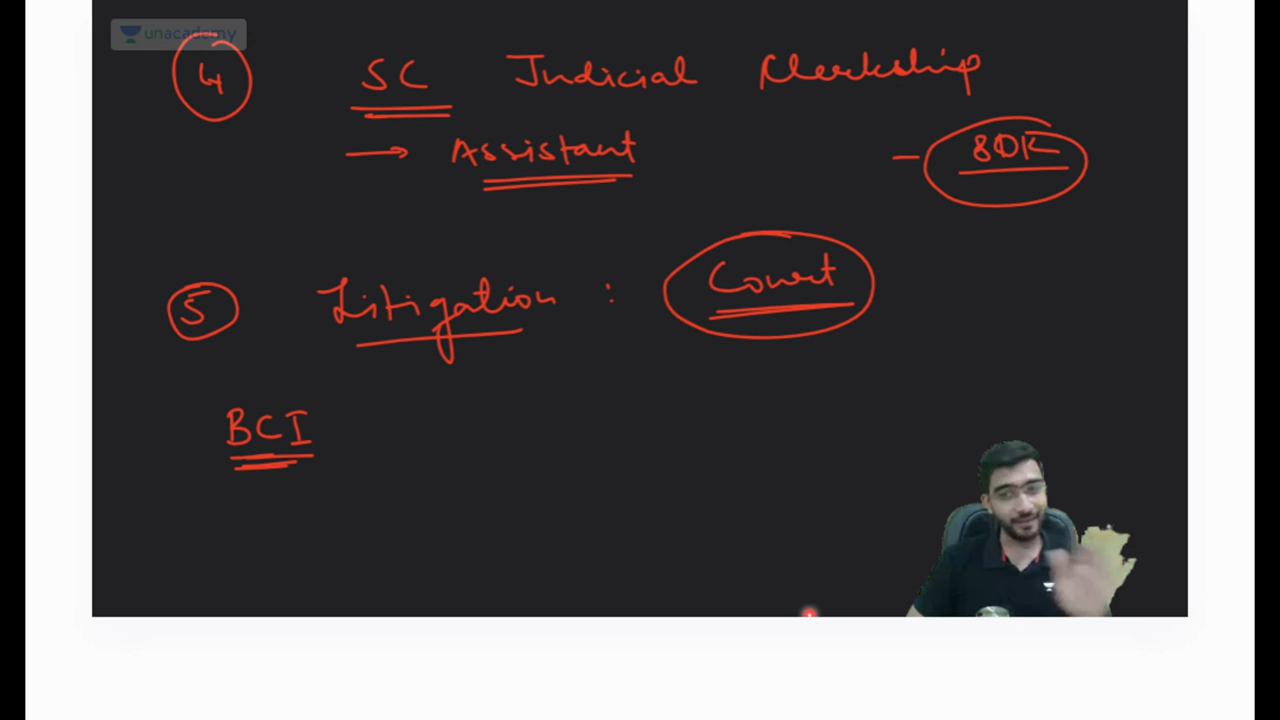 unacademy
4 SC Judicial Clerkship
→ Assistant - 80K
5 Litigation : Court
BCI